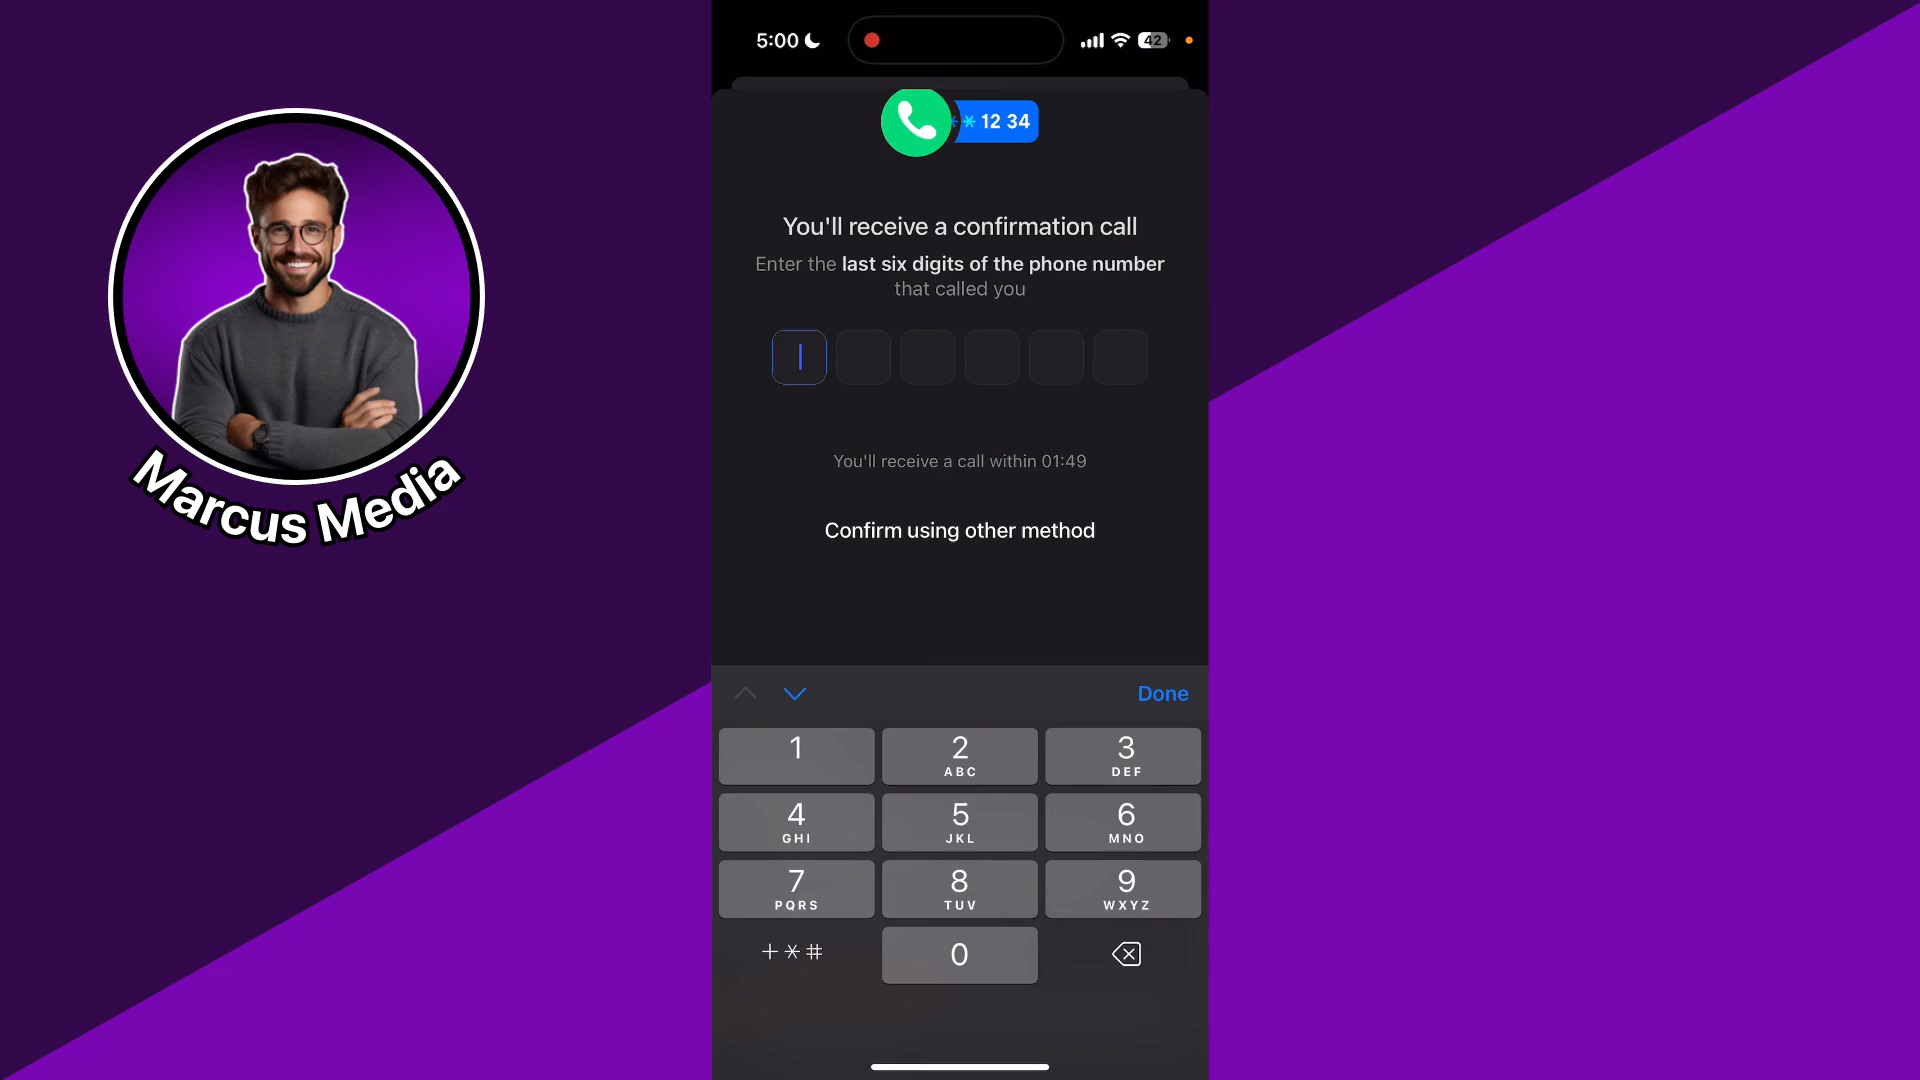 Marcus Media
5:00
42
* 12 34
You'll receive a confirmation call
Enter the last six digits of the phone number
that called you
You'll receive a call within 01:49
Confirm using other method
Done
1
2
ABC
3
DEF
4
GHI
5
JKL
6
MNO
7
PQRS
8
TUV
9
WXYZ
+*#
0